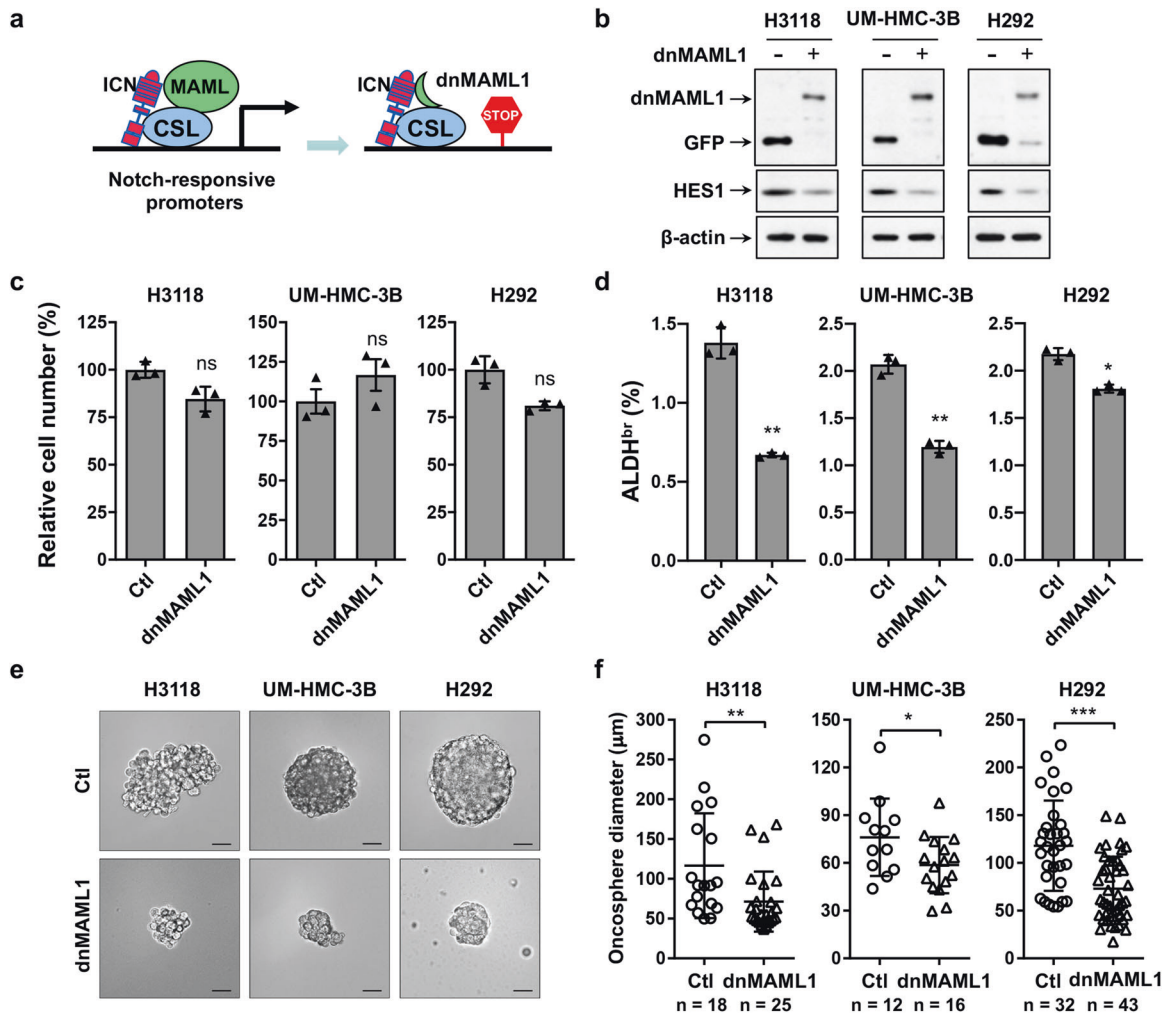 a
ICN
MAML
CSL
ICN
dnMAML1
CSL
STOP
Notch-responsive
promoters
b
H3118
UM-HMC-3B
H292
dnMAML1
- + - + - +
dnMAML1
GFP
HES1
β-actin
c
Relative cell number (%)
H3118
125
100
75
50
25
0
ns
Ctl
dnMAML1
UM-HMC-3B
150
125
100
75
50
25
0
ns
Ctl
dnMAML1
H292
125
100
75
50
25
0
ns
Ctl
dnMAML1
d
ALDHbr (%)
H3118
1.5
1.0
0.5
0.0
**
Ctl
dnMAML1
UM-HMC-3B
2.5
2.0
1.5
1.0
0.5
0.0
**
Ctl
dnMAML1
H292
2.5
2.0
1.5
1.0
0.5
0.0
*
Ctl
dnMAML1
e
H3118
UM-HMC-3B
H292
Ctl
dnMAML1
f
Oncosphere diameter (μm)
H3118
300
250
200
150
100
50
0
**
Ctl dnMAML1
n = 18 n = 25
UM-HMC-3B
150
120
90
60
30
0
*
Ctl dnMAML1
n = 12 n = 16
H292
250
200
150
100
50
0
***
Ctl dnMAML1
n = 32 n = 43